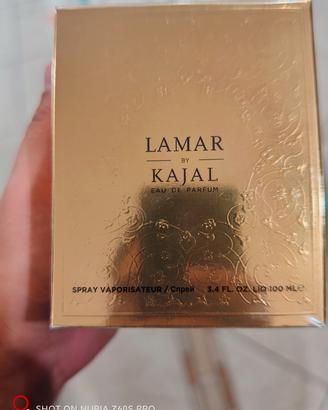 LAMAR
BY
KAJAL
EAU DE PARFUM
SPRAY VAPORISATEUR / Спрей 3.4 FL. OZ. LIQ 100 ML e
SHOT ON NUBIA Z60S PRO